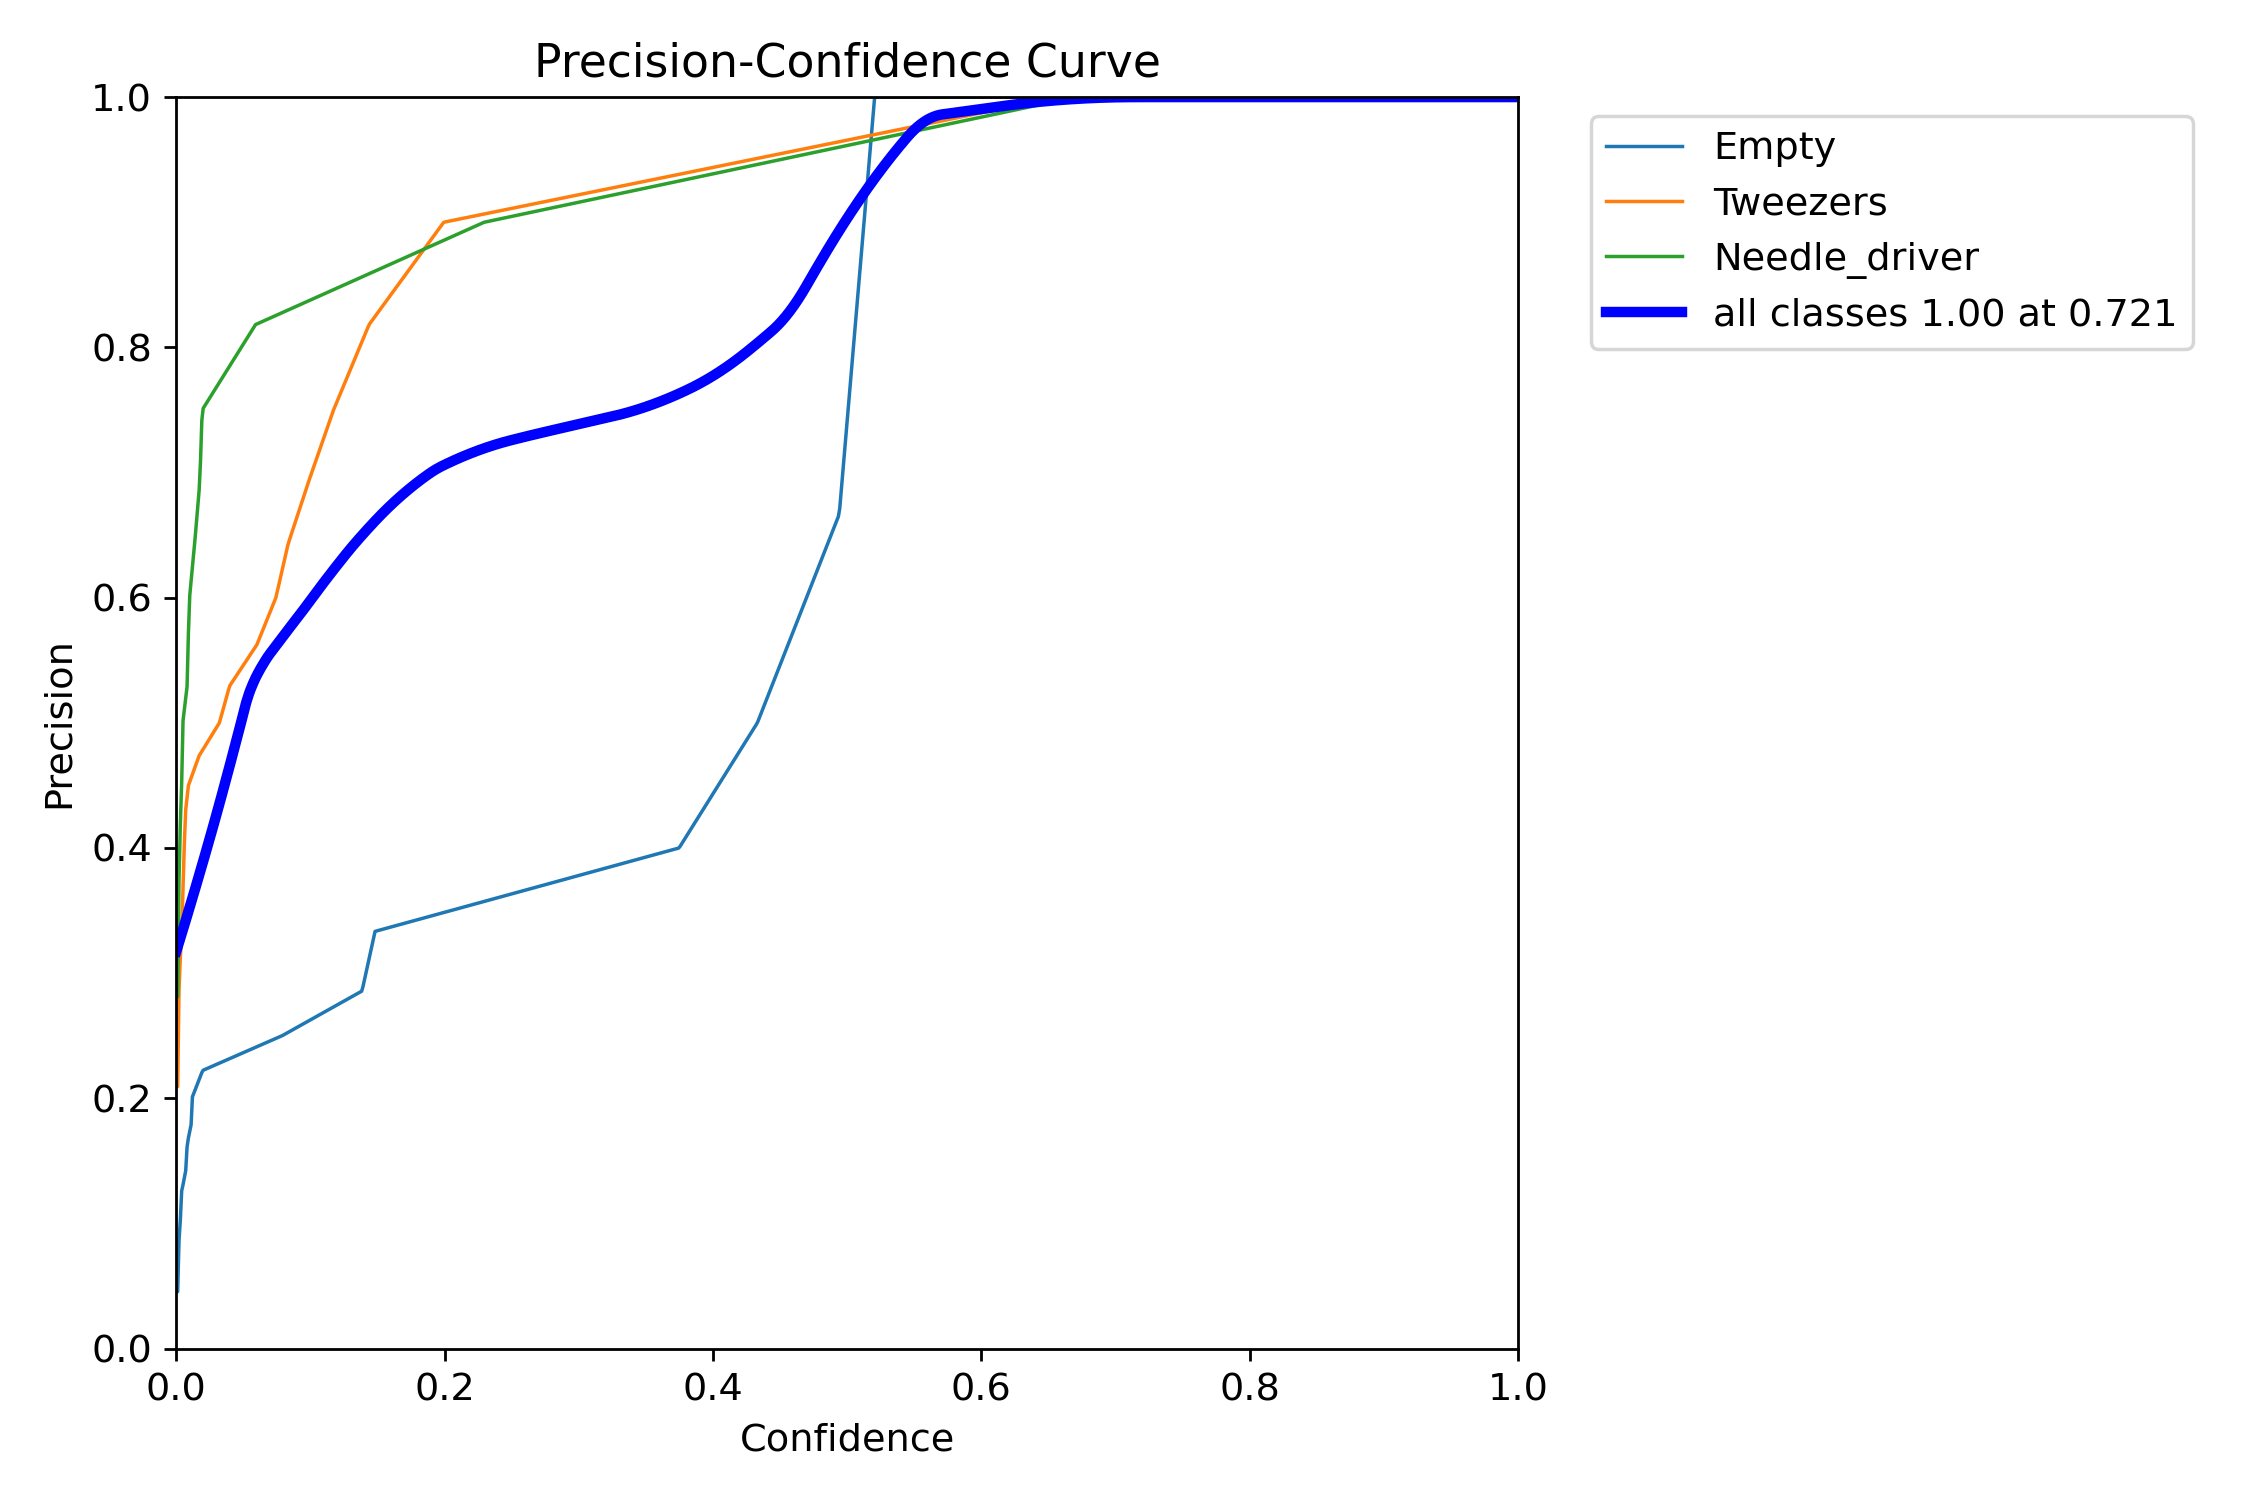 Precision-Confidence Curve
1.0
0.8
0.6
0.4
0.2
0.0
Precision
0.0 0.2 0.4 0.6 0.8 1.0
Confidence
Empty
Tweezers
Needle_driver
all classes 1.00 at 0.721